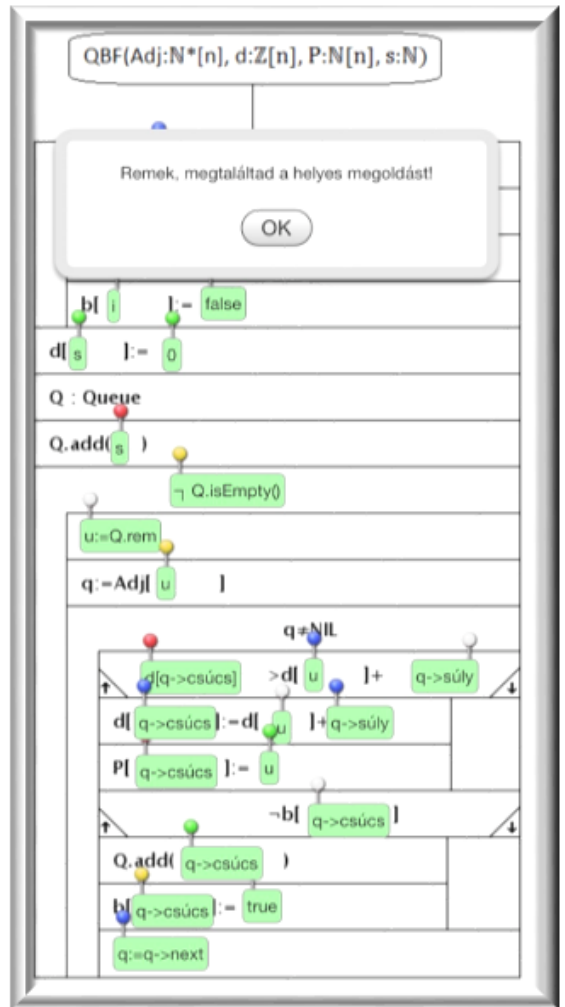 QBF(Adj:ℕ*[n], d:ℤ[n], P:ℕ[n], s:ℕ)
Remek, megtaláltad a helyes megoldást!
OK
b[ i ]:= false
d[ s ]:= 0
Q : Queue
Q.add( s )
¬ Q.isEmpty()
u:=Q.rem
q:=Adj[ u ]
q≠NIL
d[q->csúcs] >d[ u ]+ q->súly
d[ q->csúcs ]:=d[ u ]+ q->súly
P[ q->csúcs ]:= u
¬b[ q->csúcs ]
Q.add( q->csúcs )
b[ q->csúcs ]:= true
q:=q->next